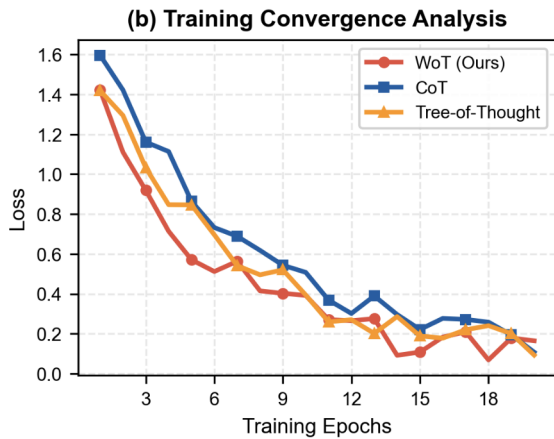 (b) Training Convergence Analysis
1.6
1.4
1.2
1.0
0.8
0.6
0.4
0.2
0.0
Loss
WoT (Ours)
CoT
Tree-of-Thought
3 6 9 12 15 18
Training Epochs